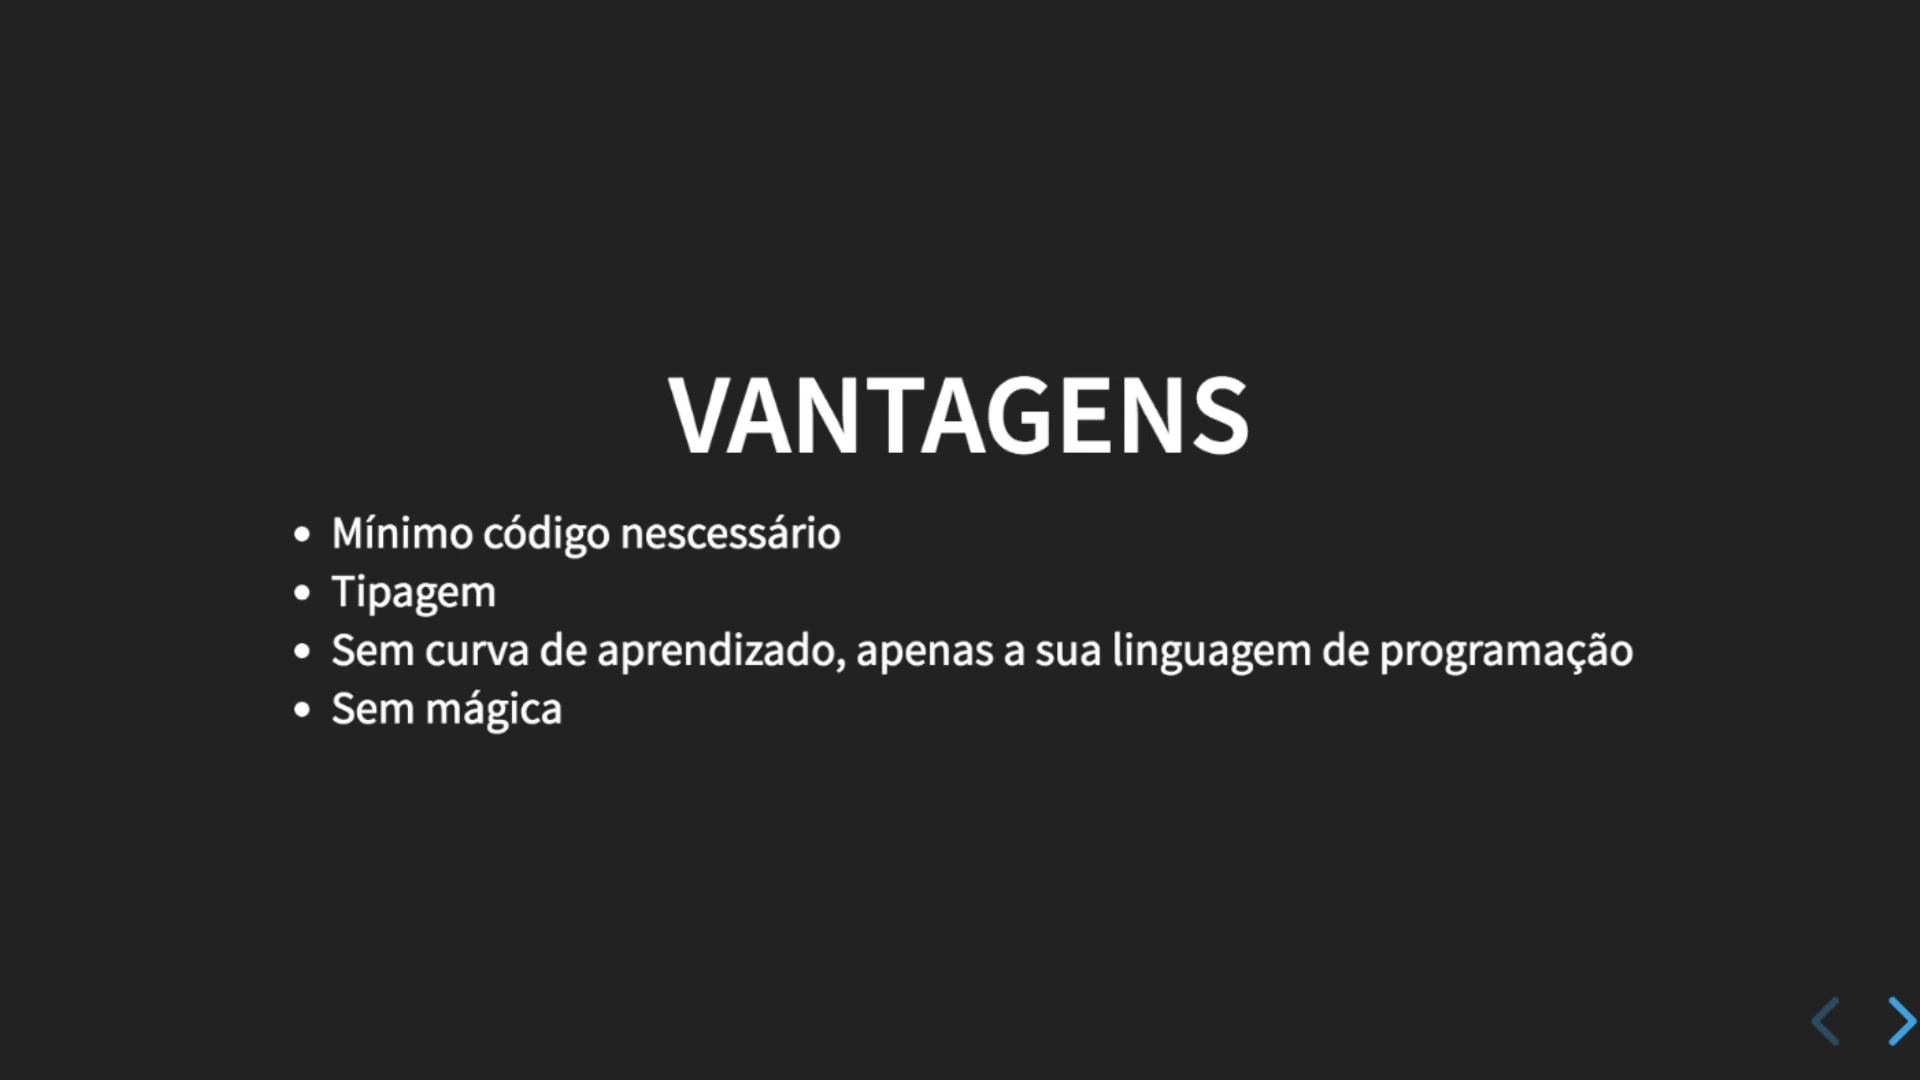 VANTAGENS
Mínimo código nescessário
Tipagem
Sem curva de aprendizado, apenas a sua linguagem de programação
Sem mágica